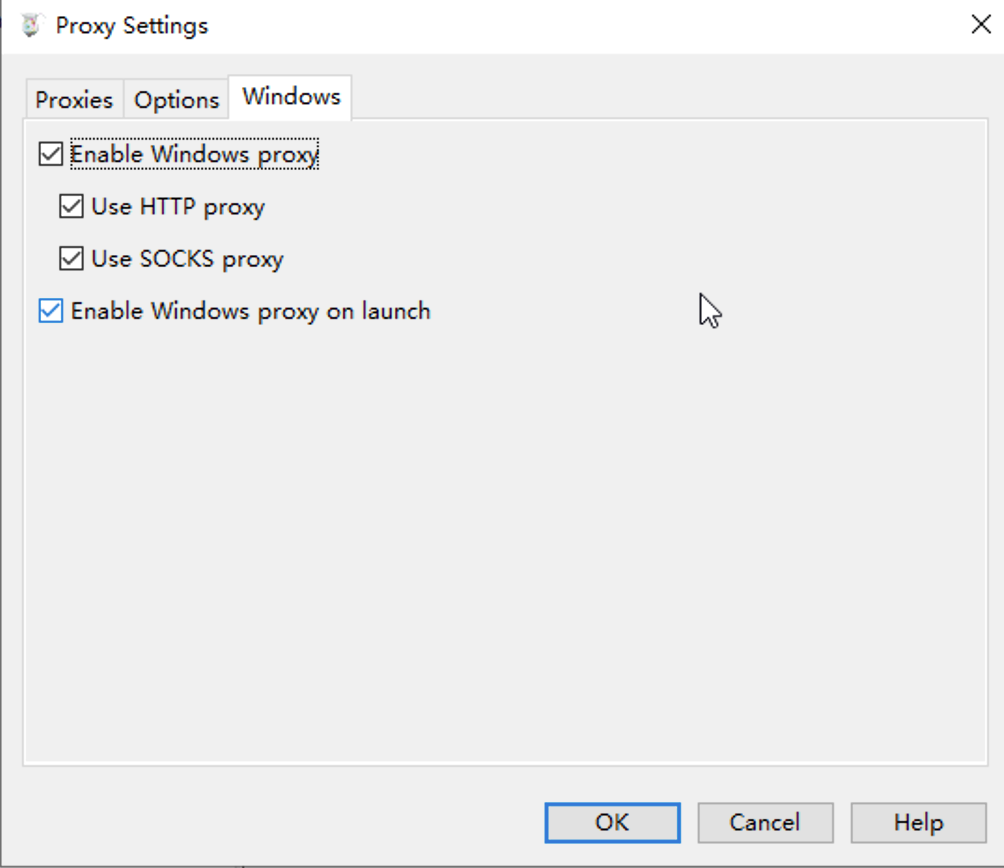 Proxy Settings
Proxies Options Windows
Enable Windows proxy
Use HTTP proxy
Use SOCKS proxy
Enable Windows proxy on launch
OK Cancel Help